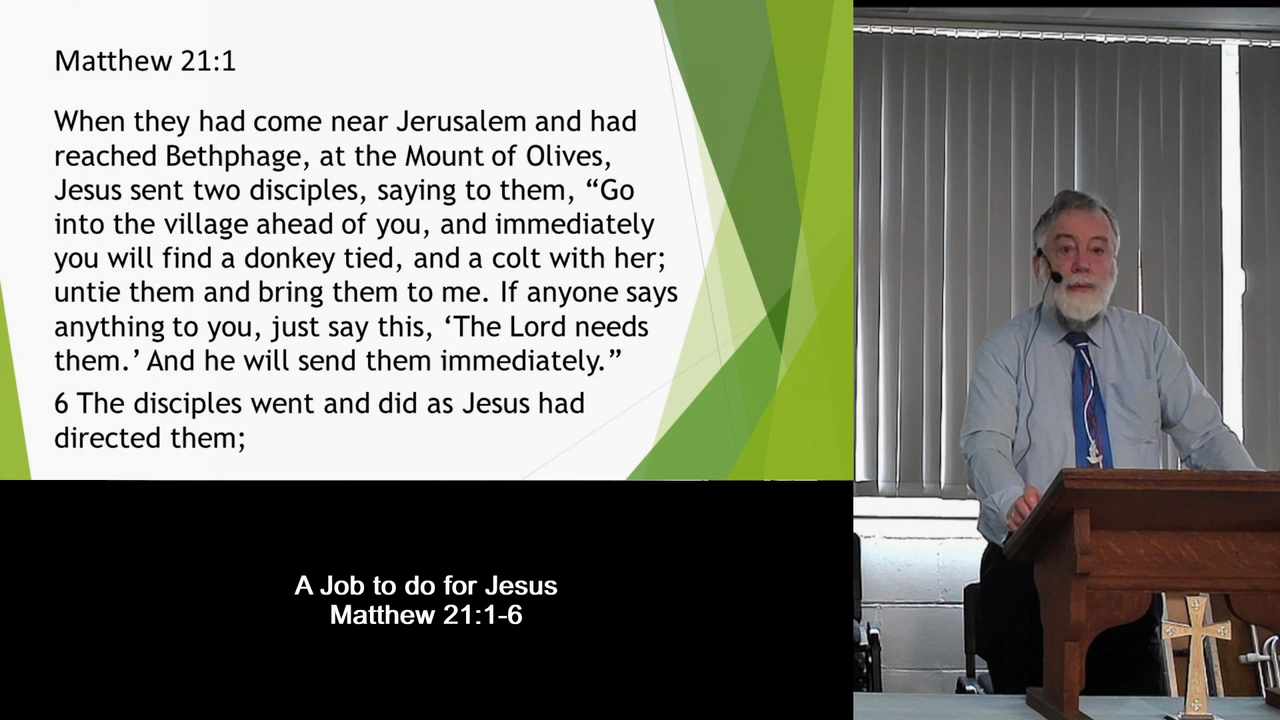 Matthew 21:1
When they had come near Jerusalem and had
reached Bethphage, at the Mount of Olives,
Jesus sent two disciples, saying to them, “Go
into the village ahead of you, and immediately
you will find a donkey tied, and a colt with her;
untie them and bring them to me. If anyone says
anything to you, just say this, ‘The Lord needs
them.’ And he will send them immediately.”
6 The disciples went and did as Jesus had
directed them;
A Job to do for Jesus
Matthew 21:1-6